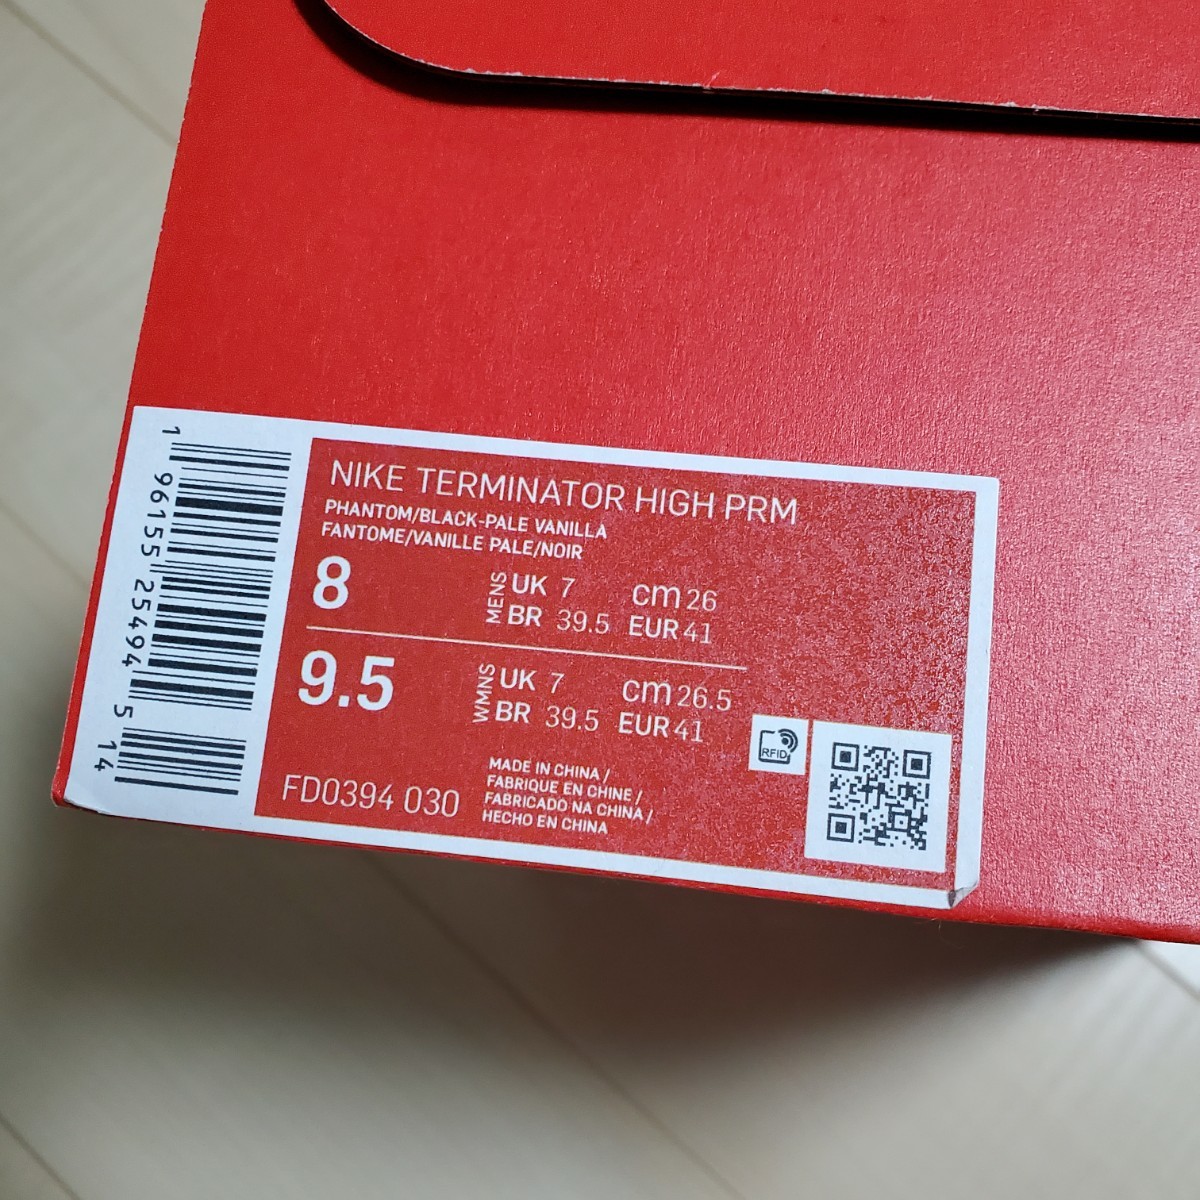 NIKE TERMINATOR HIGH PRM
PHANTOM/BLACK-PALE VANILLA
FANTOME/VANILLE PALE/NOIR
8
MENS
UK 7 cm 26
BR 39.5 EUR 41
9.5
WMNS
UK 7 cm 26.5
BR 39.5 EUR 41
FD0394 030
MADE IN CHINA /
FABRIQUE EN CHINE /
FABRICADO NA CHINA /
HECHO EN CHINA
RFID
1 96155 25494 5 14